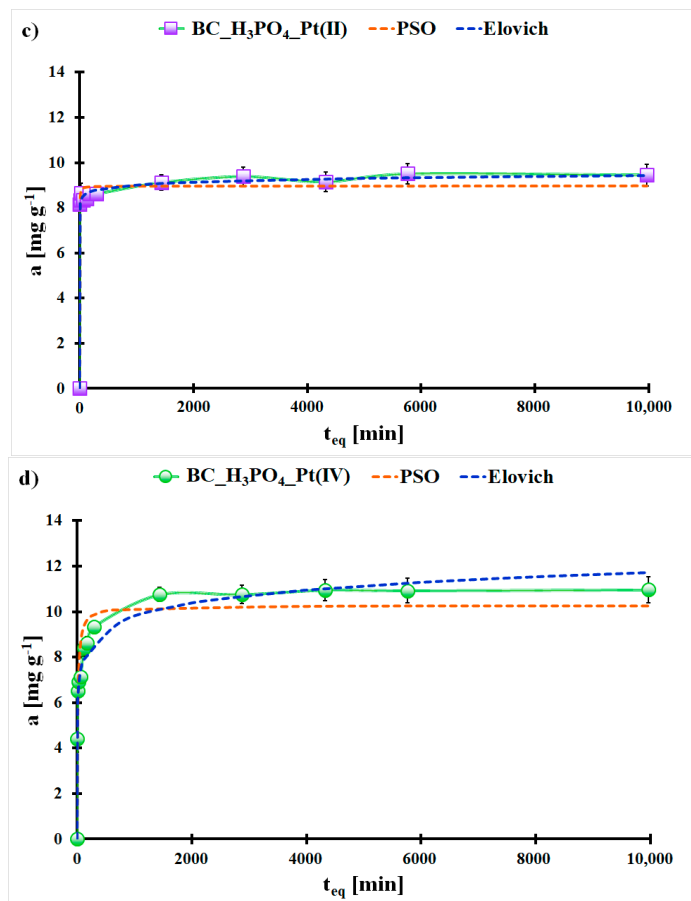 c)
BC_H₃PO₄_Pt(II) PSO Elovich
14
12
10
8
6
4
2
0
a [mg g⁻¹]
0 2000 4000 6000 8000 10,000
t_eq [min]
d)
BC_H₃PO₄_Pt(IV) PSO Elovich
14
12
10
8
6
4
2
0
a [mg g⁻¹]
0 2000 4000 6000 8000 10,000
t_eq [min]